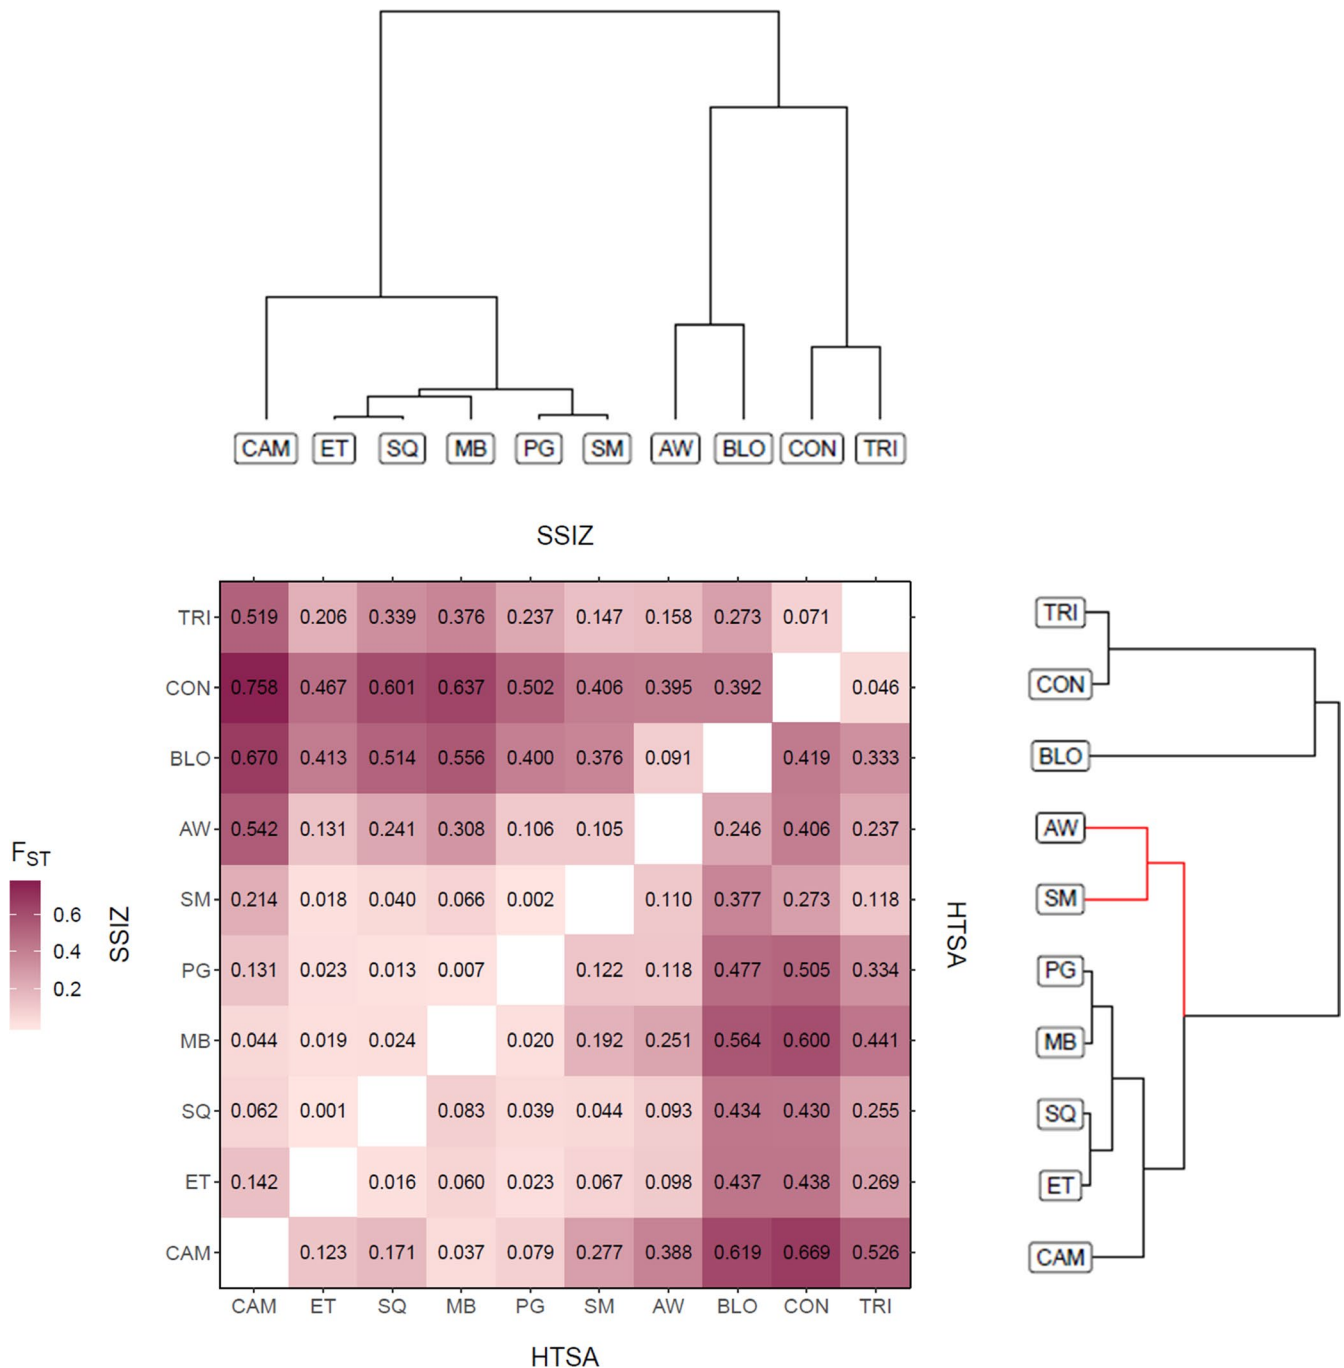 CAM ET SQ MB PG SM AW BLO CON TRI
SSIZ
TRI 0.519 0.206 0.339 0.376 0.237 0.147 0.158 0.273 0.071
CON 0.758 0.467 0.601 0.637 0.502 0.406 0.395 0.392 0.046
BLO 0.670 0.413 0.514 0.556 0.400 0.376 0.091 0.419 0.333
AW 0.542 0.131 0.241 0.308 0.106 0.105 0.246 0.406 0.237
SM 0.214 0.018 0.040 0.066 0.002 0.110 0.377 0.273 0.118
PG 0.131 0.023 0.013 0.007 0.122 0.118 0.477 0.505 0.334
MB 0.044 0.019 0.024 0.020 0.192 0.251 0.564 0.600 0.441
SQ 0.062 0.001 0.083 0.039 0.044 0.093 0.434 0.430 0.255
ET 0.142 0.016 0.060 0.023 0.067 0.098 0.437 0.438 0.269
CAM 0.123 0.171 0.037 0.079 0.277 0.388 0.619 0.669 0.526
CAM ET SQ MB PG SM AW BLO CON TRI
HTSA
FST
0.6
0.4
0.2
SSIZ
HTSA
TRI
CON
BLO
AW
SM
PG
MB
SQ
ET
CAM